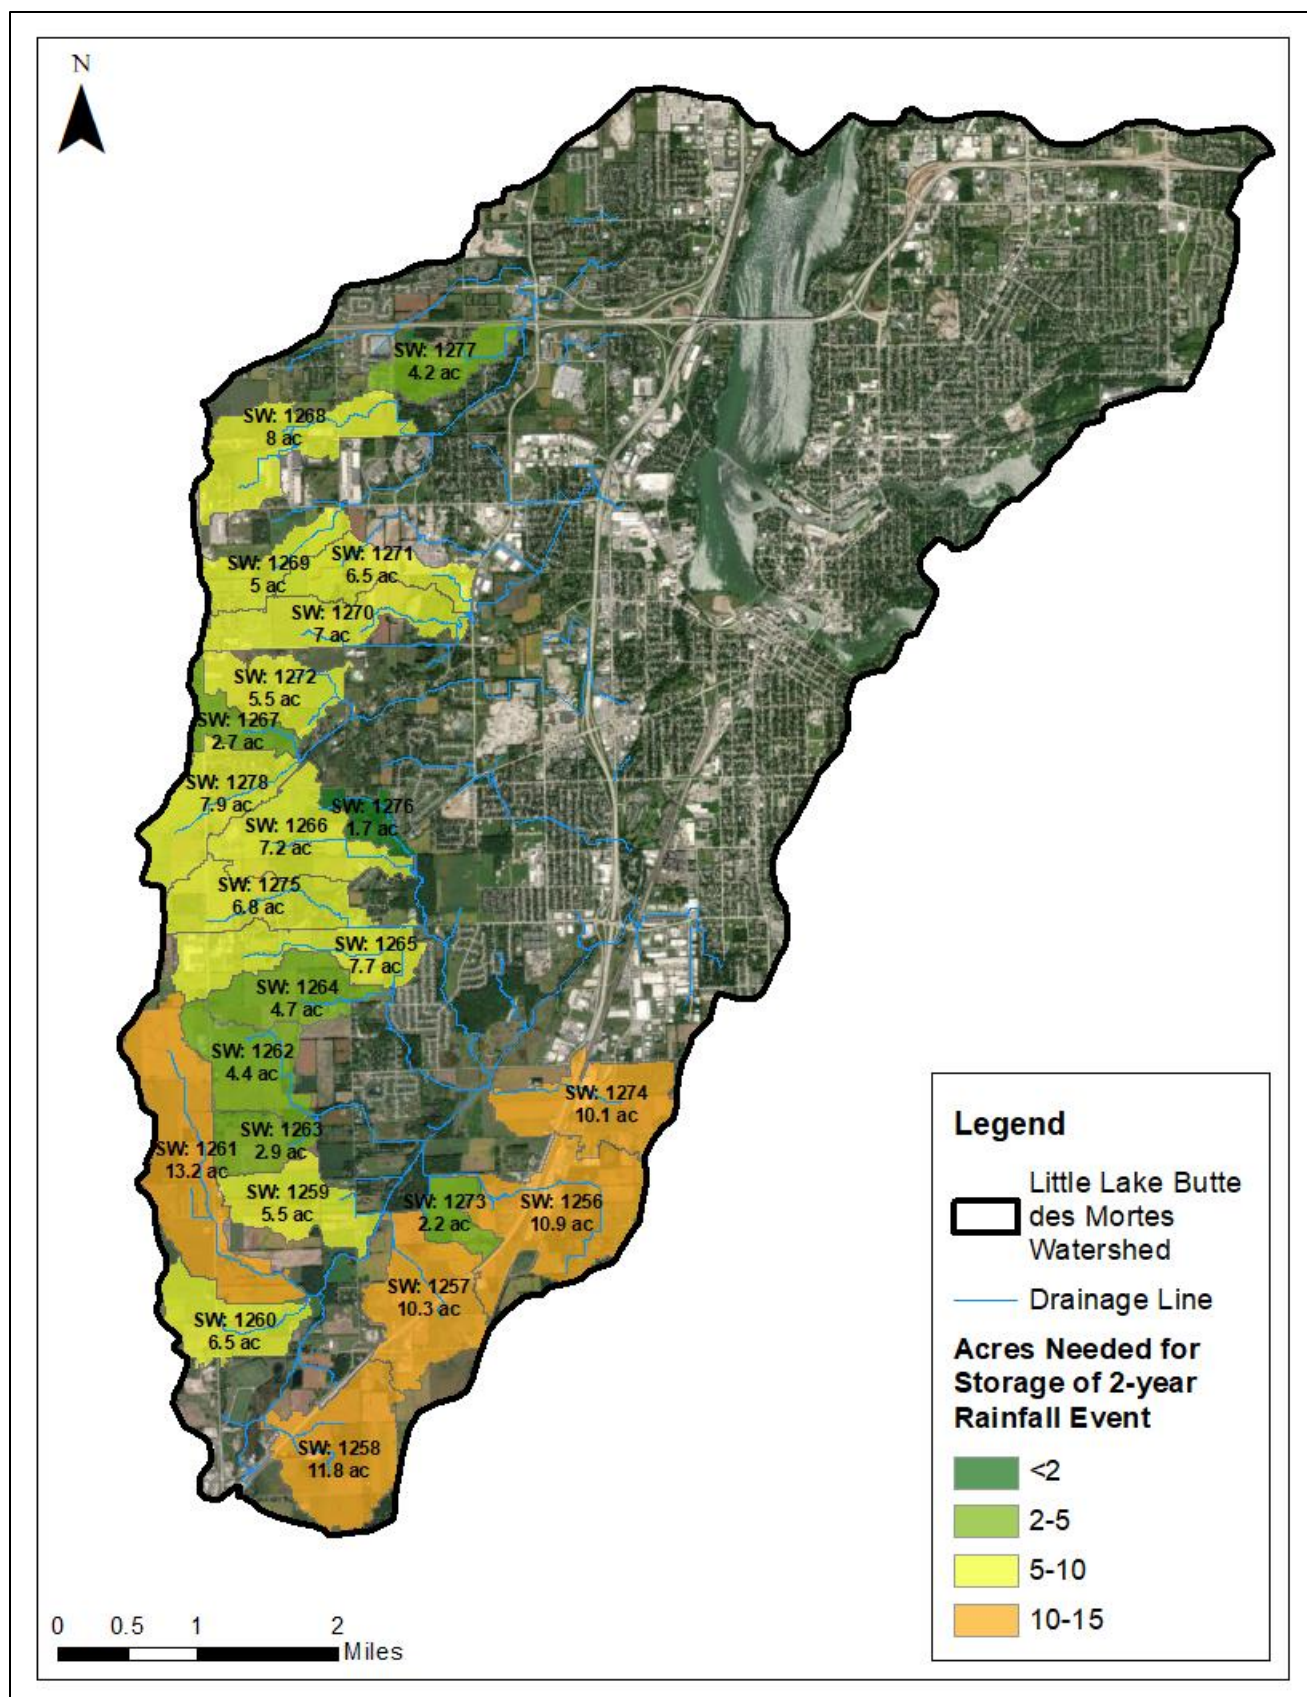 N
SW: 1277
4.2 ac
SW: 1268
8 ac
SW: 1269
5 ac
SW: 1271
6.5 ac
SW: 1270
7 ac
SW: 1272
5.5 ac
SW: 1267
2.7 ac
SW: 1278
7.9 ac
SW: 1276
1.7 ac
SW: 1266
7.2 ac
SW: 1275
6.8 ac
SW: 1265
7.7 ac
SW: 1264
4.7 ac
SW: 1262
4.4 ac
SW: 1274
10.1 ac
SW: 1263
2.9 ac
SW: 1261
13.2 ac
SW: 1259
5.5 ac
SW: 1273
2.2 ac
SW: 1256
10.9 ac
SW: 1257
10.3 ac
SW: 1260
6.5 ac
SW: 1258
11.8 ac
Legend
Little Lake Butte
des Mortes
Watershed
Drainage Line
Acres Needed for
Storage of 2-year
Rainfall Event
<2
2-5
5-10
10-15
0 0.5 1 2
Miles